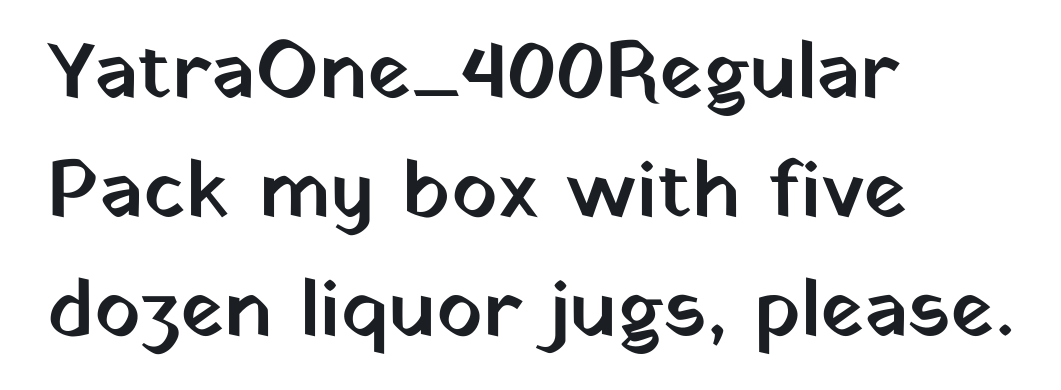 YatraOne_400Regular
Pack my box with five
dozen liquor jugs, please.